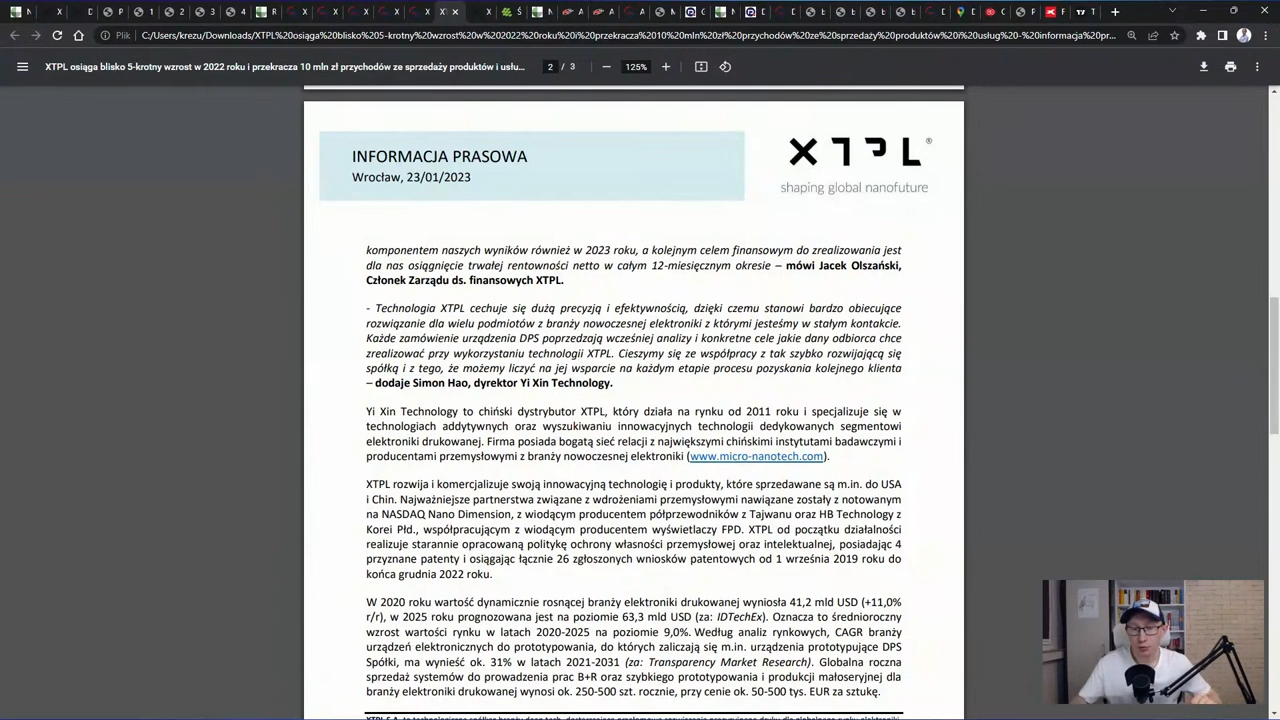 Plik
C:/Users/krezu/Downloads/XTPL%20osiąga%20blisko%205-krotny%20wzrost%20w%202022%20roku%20i%20przekracza%2010%20mln%20zł%20przychodów%20ze%20sprzedaży%20produktów%20i%20usług%20-%20informacja%20pr...
XTPL osiąga blisko 5-krotny wzrost w 2022 roku i przekracza 10 mln zł przychodów ze sprzedaży produktów i usłu...
2 / 3
125%
INFORMACJA PRASOWA
Wrocław, 23/01/2023
XTPL®
shaping global nanofuture
komponentem naszych wyników również w 2023 roku, a kolejnym celem finansowym do zrealizowania jest
dla nas osiągnięcie trwałej rentowności netto w całym 12-miesięcznym okresie – mówi Jacek Olszański,
Członek Zarządu ds. finansowych XTPL.
- Technologia XTPL cechuje się dużą precyzją i efektywnością, dzięki czemu stanowi bardzo obiecujące
rozwiązanie dla wielu podmiotów z branży nowoczesnej elektroniki z którymi jesteśmy w stałym kontakcie.
Każde zamówienie urządzenia DPS poprzedzają wcześniej analizy i konkretne cele jakie dany odbiorca chce
zrealizować przy wykorzystaniu technologii XTPL. Cieszymy się ze współpracy z tak szybko rozwijającą się
spółką i z tego, że możemy liczyć na jej wsparcie na każdym etapie procesu pozyskania kolejnego klienta
– dodaje Simon Hao, dyrektor Yi Xin Technology.
Yi Xin Technology to chiński dystrybutor XTPL, który działa na rynku od 2011 roku i specjalizuje się w
technologiach addytywnych oraz wyszukiwaniu innowacyjnych technologii dedykowanych segmentowi
elektroniki drukowanej. Firma posiada bogatą sieć relacji z największymi chińskimi instytutami badawczymi i
producentami przemysłowymi z branży nowoczesnej elektroniki (www.micro-nanotech.com).
XTPL rozwija i komercjalizuje swoją innowacyjną technologię i produkty, które sprzedawane są m.in. do USA
i Chin. Najważniejsze partnerstwa związane z wdrożeniami przemysłowymi nawiązane zostały z notowanym
na NASDAQ Nano Dimension, z wiodącym producentem półprzewodników z Tajwanu oraz HB Technology z
Korei Płd., współpracującym z wiodącym producentem wyświetlaczy FPD. XTPL od początku działalności
realizuje starannie opracowaną politykę ochrony własności przemysłowej oraz intelektualnej, posiadając 4
przyznane patenty i osiągając łącznie 26 zgłoszonych wniosków patentowych od 1 września 2019 roku do
końca grudnia 2022 roku.
W 2020 roku wartość dynamicznie rosnącej branży elektroniki drukowanej wyniosła 41,2 mld USD (+11,0%
r/r), w 2025 roku prognozowana jest na poziomie 63,3 mld USD (za: IDTechEx). Oznacza to średnioroczny
wzrost wartości rynku w latach 2020-2025 na poziomie 9,0%. Według analiz rynkowych, CAGR branży
urządzeń elektronicznych do prototypowania, do których zaliczają się m.in. urządzenia prototypujące DPS
Spółki, ma wynieść ok. 31% w latach 2021-2031 (za: Transparency Market Research). Globalna roczna
sprzedaż systemów do prowadzenia prac B+R oraz szybkiego prototypowania i produkcji małoseryjnej dla
branży elektroniki drukowanej wynosi ok. 250-500 szt. rocznie, przy cenie ok. 50-500 tys. EUR za sztukę.